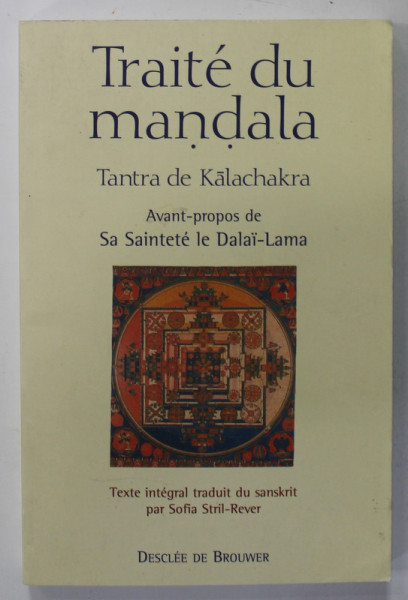 Traité du
maṇḍala
Tantra de Kālachakra
Avant-propos de
Sa Sainteté le Dalaï-Lama
Texte intégral traduit du sanskrit
par Sofia Stril-Rever
DESCLÉE DE BROUWER